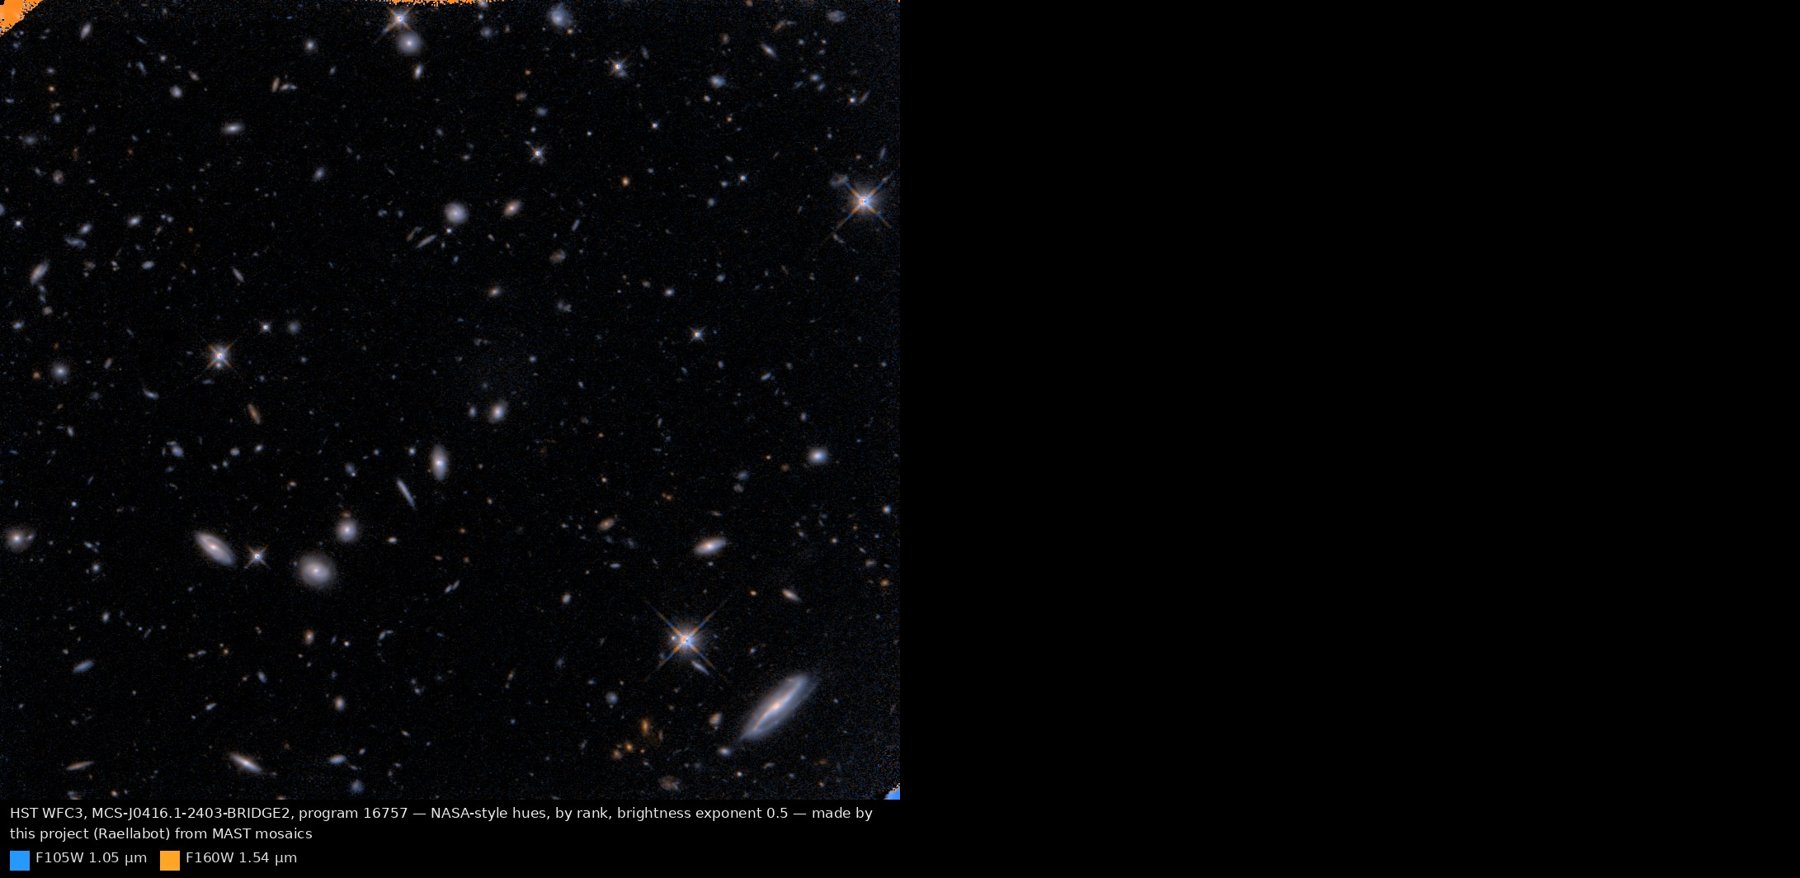 HST WFC3, MCS-J0416.1-2403-BRIDGE2, program 16757 — NASA-style hues, by rank, brightness exponent 0.5 — made by
this project (Raellabot) from MAST mosaics
F105W 1.05 µm F160W 1.54 µm